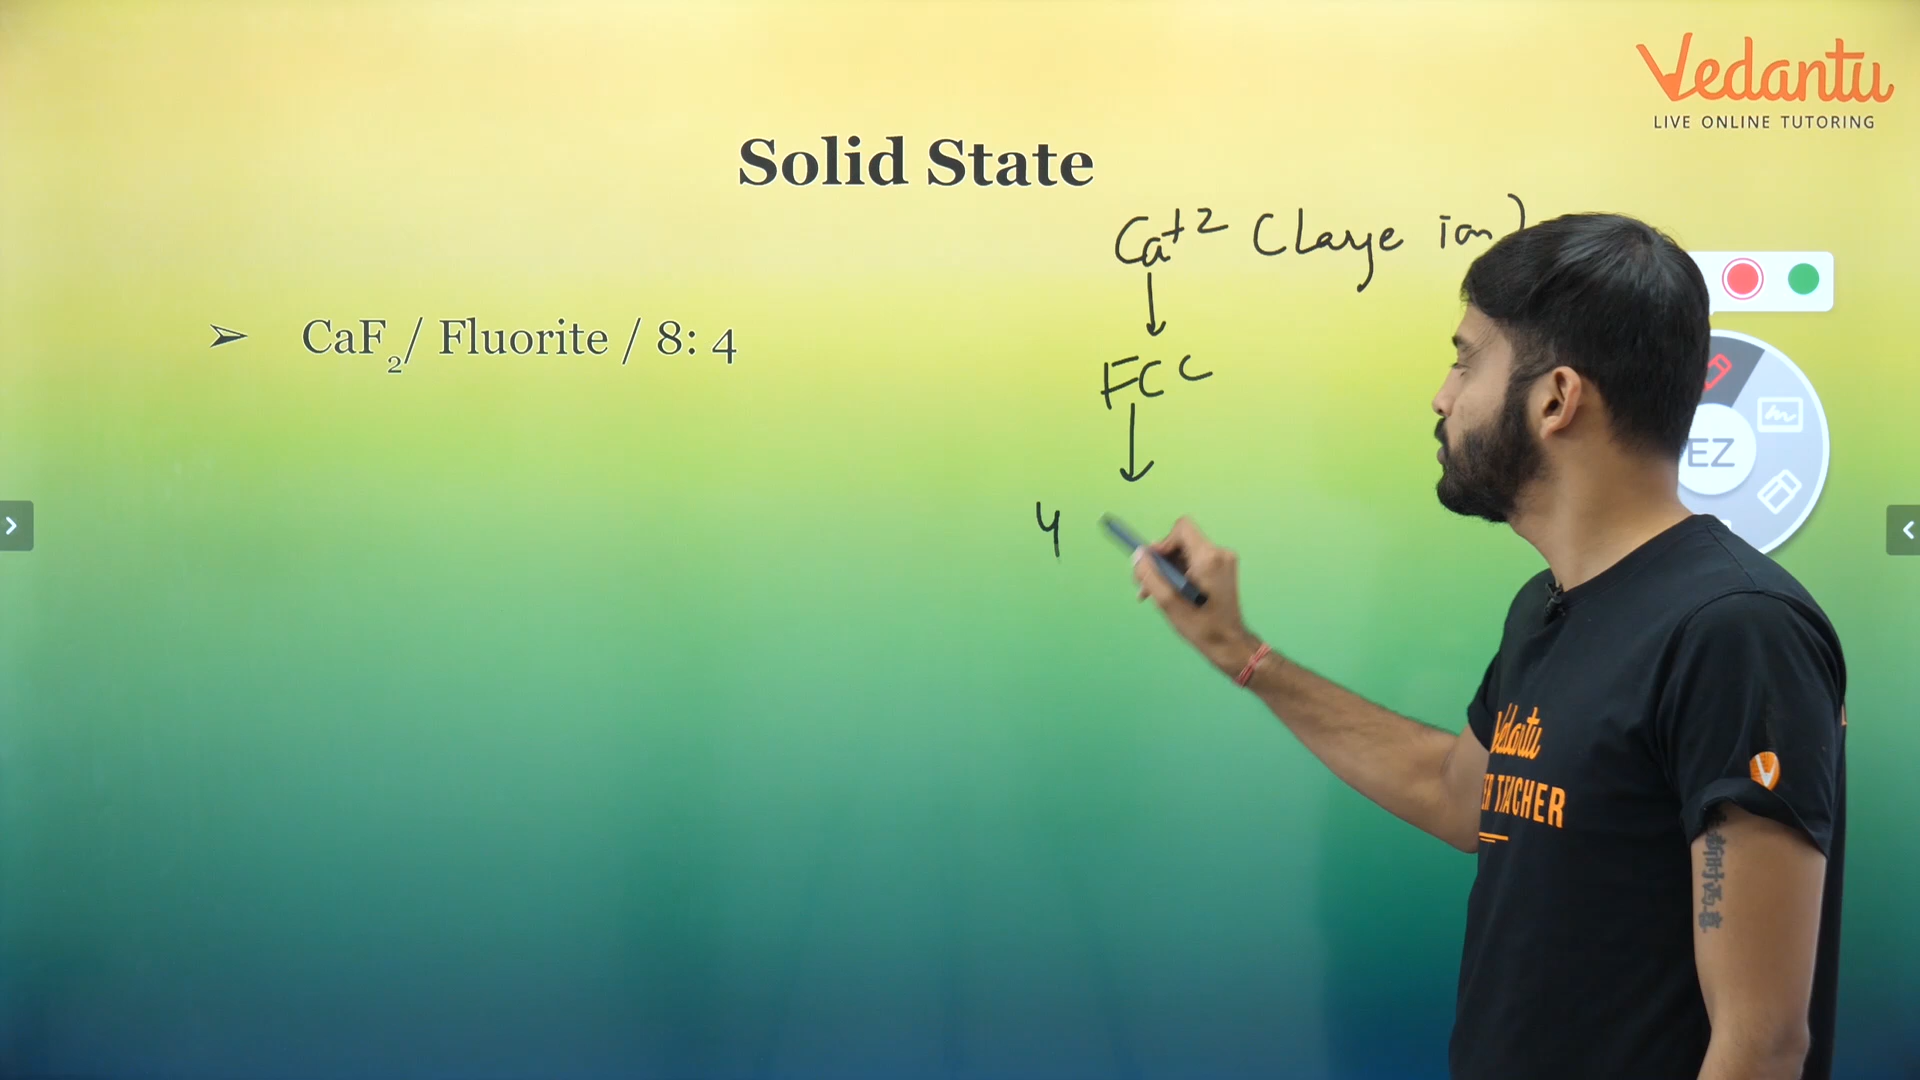 Vedantu
LIVE ONLINE TUTORING
Solid State
Ca+2 (Large ion)
➢ CaF2/ Fluorite / 8: 4
FCC
EZ
4
Vedantu
TEACHER